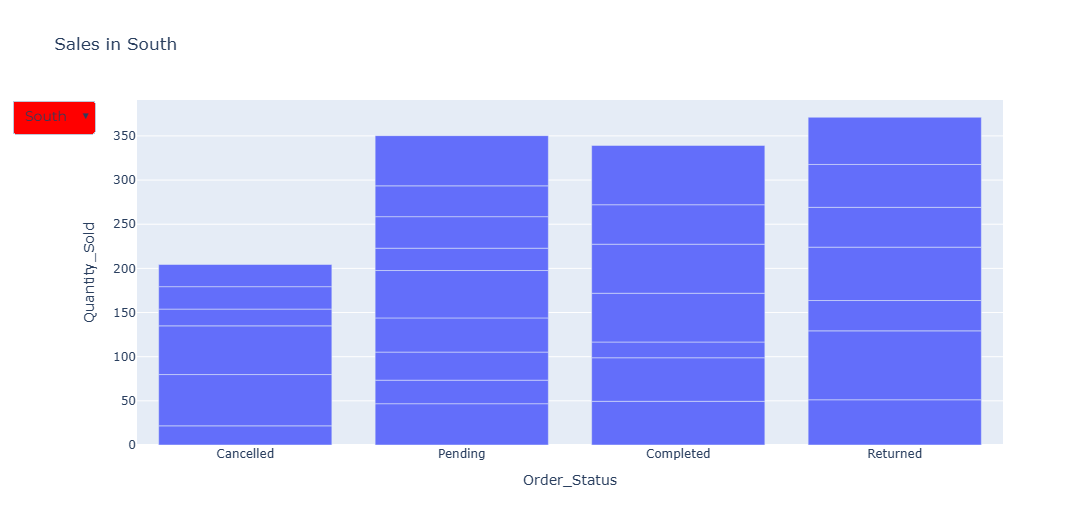 Sales in South
South ▼
350
300
250
200
150
100
50
0
Quantity_Sold
Cancelled Pending Completed Returned
Order_Status